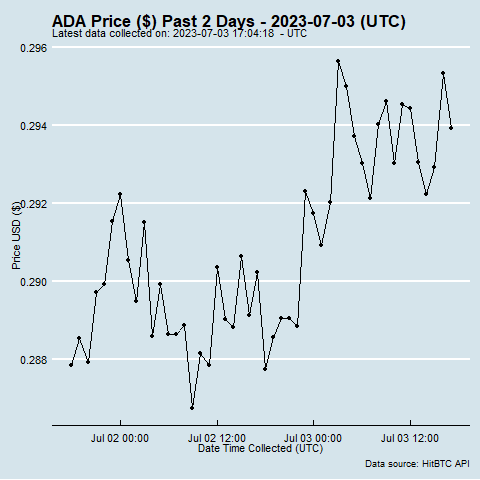 ADA Price ($) Past 2 Days - 2023-07-03 (UTC)
Latest data collected on: 2023-07-03 17:04:18  - UTC
0.296
0.294
0.292
0.290
0.288
Price USD ($)
Jul 02 00:00 Jul 02 12:00 Jul 03 00:00 Jul 03 12:00
Date Time Collected (UTC)
Data source: HitBTC API